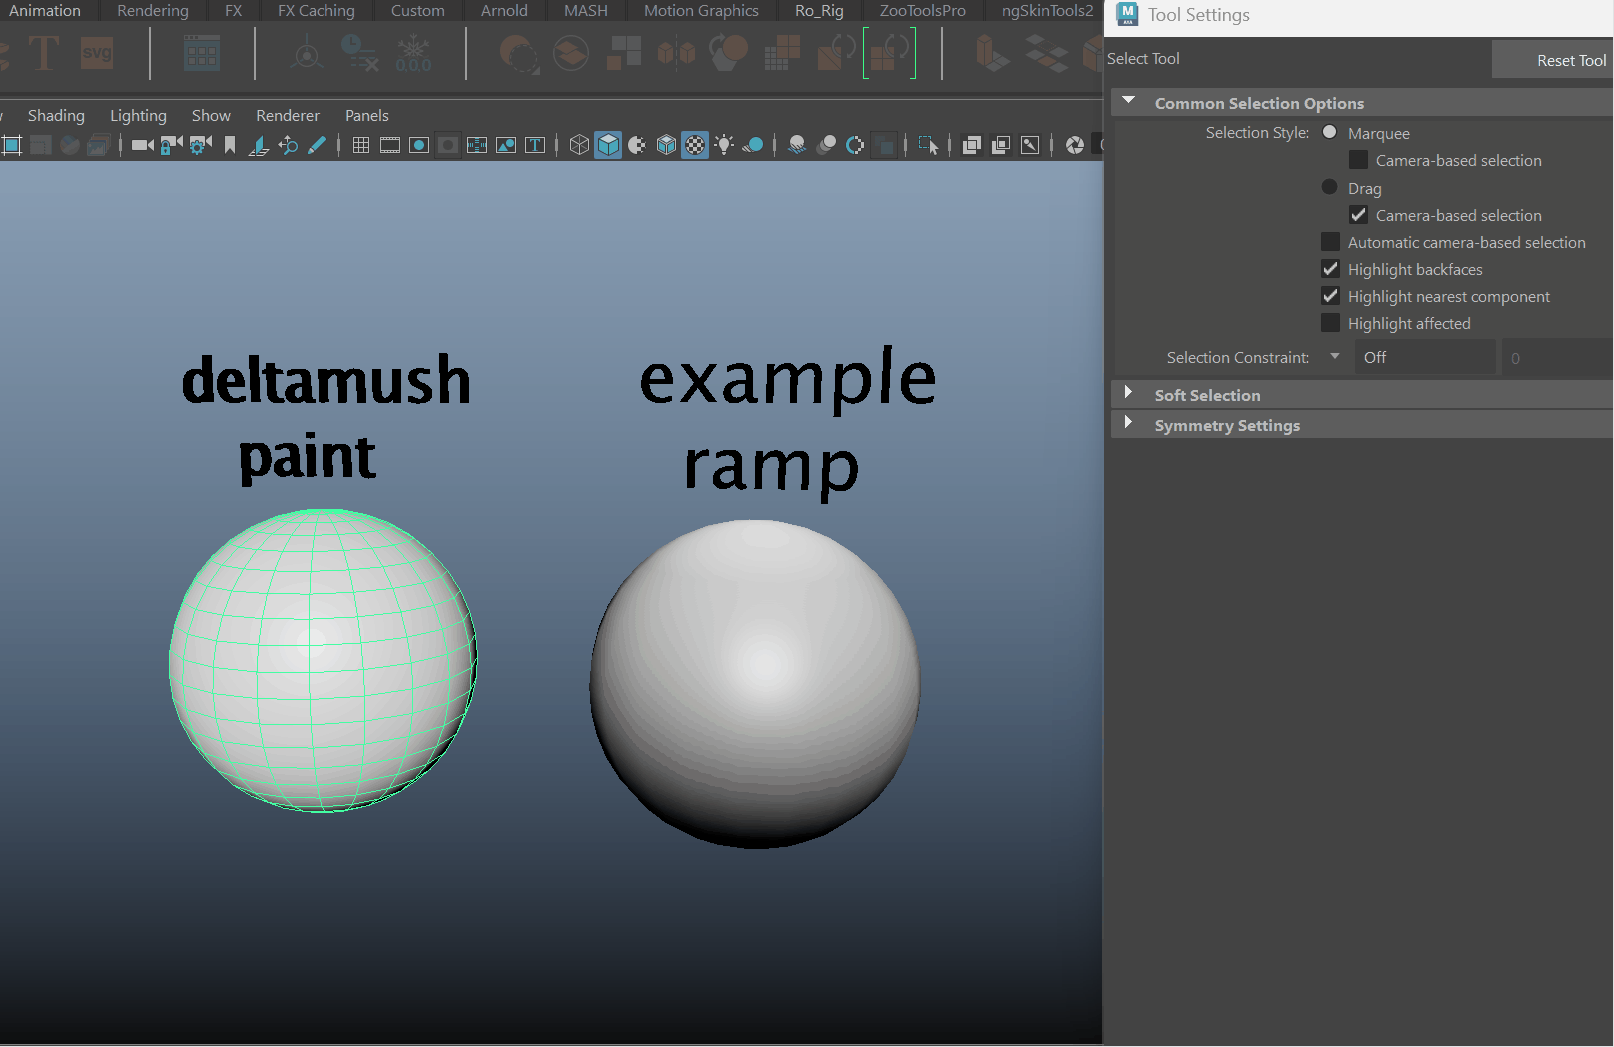 Animation Rendering FX FX Caching Custom Arnold MASH Motion Graphics Ro_Rig ZooToolsPro ngSkinTools2
M Tool Settings
T svg 0.0.0
Select Tool Reset Tool
Common Selection Options
Shading Lighting Show Renderer Panels
Selection Style: Marquee
T
Camera-based selection
Drag
Camera-based selection
Automatic camera-based selection
Highlight backfaces
Highlight nearest component
Highlight affected
Selection Constraint: Off 0
Soft Selection
Symmetry Settings
deltamush
paint
example
ramp